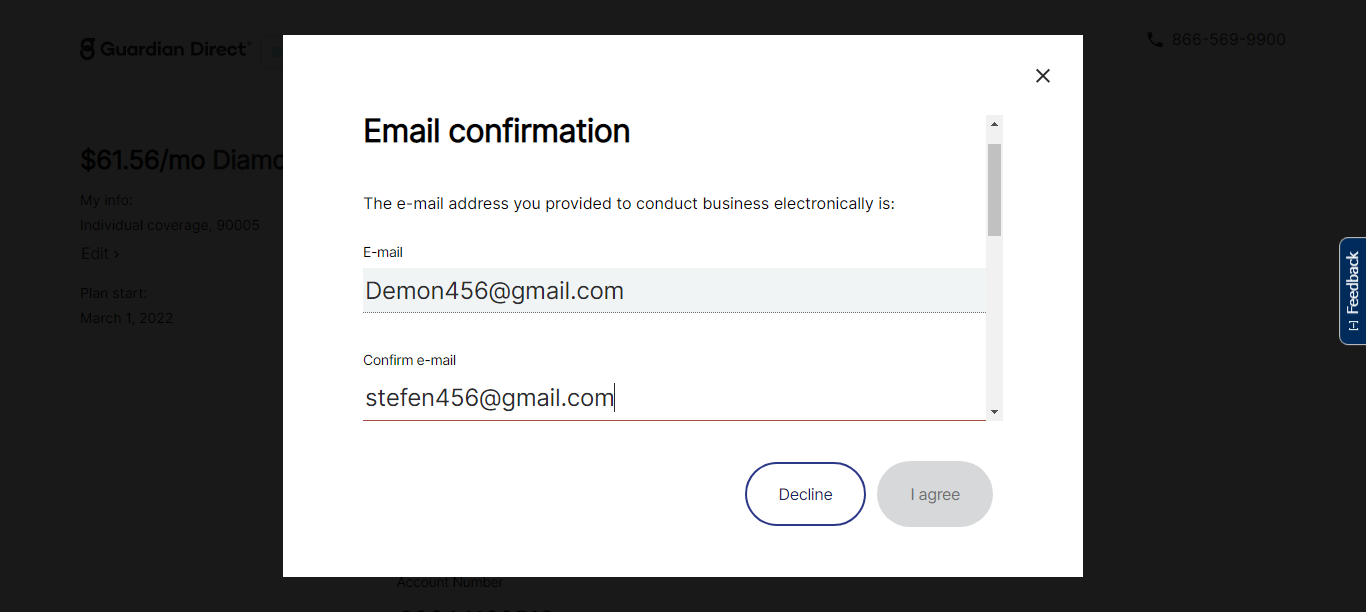 Guardian Direct®
866-569-9900
Email confirmation
$61.56/mo Diamo
The e-mail address you provided to conduct business electronically is:
My info:
Individual coverage, 90005
Edit ›
E-mail
Demon456@gmail.com
Plan start:
March 1, 2022
Confirm e-mail
stefen456@gmail.com
Decline
I agree
[-] Feedback
Account Number